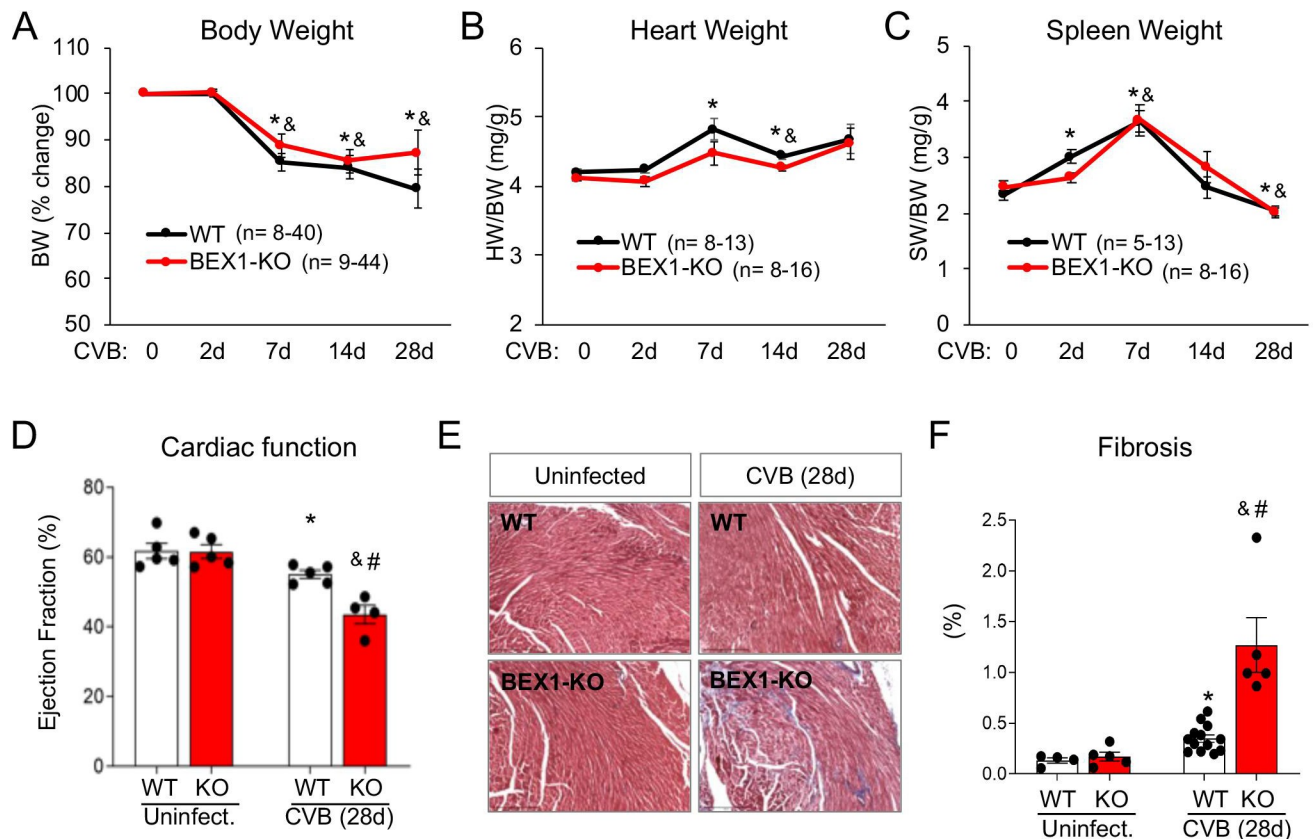 A
Body Weight
BW (% change)
110
100
90
80
70
60
50
*&
*&
*&
WT (n= 8-40)
BEX1-KO (n= 9-44)
CVB: 0 2d 7d 14d 28d
B
Heart Weight
HW/BW (mg/g)
6
5
4
3
2
*
*&
WT (n= 8-13)
BEX1-KO (n= 8-16)
CVB: 0 2d 7d 14d 28d
C
Spleen Weight
SW/BW (mg/g)
5
4
3
2
1
0
*
*&
*&
WT (n= 5-13)
BEX1-KO (n= 8-16)
CVB: 0 2d 7d 14d 28d
D
Cardiac function
Ejection Fraction (%)
80
60
40
20
0
*
& #
WT KO WT KO
Uninfect. CVB (28d)
E
Uninfected CVB (28d)
WT WT
BEX1-KO BEX1-KO
F
Fibrosis
(%)
2.5
2.0
1.5
1.0
0.5
0.0
*
& #
WT KO WT KO
Uninfect. CVB (28d)